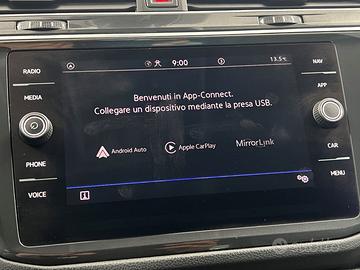 RADIO
MEDIA
PHONE
VOICE
9:00
13.5°C
Benvenuti in App-Connect.
Collegare un dispositivo mediante la presa USB.
Android Auto
Apple CarPlay
MirrorLink
NAV
APP
CAR
MENU